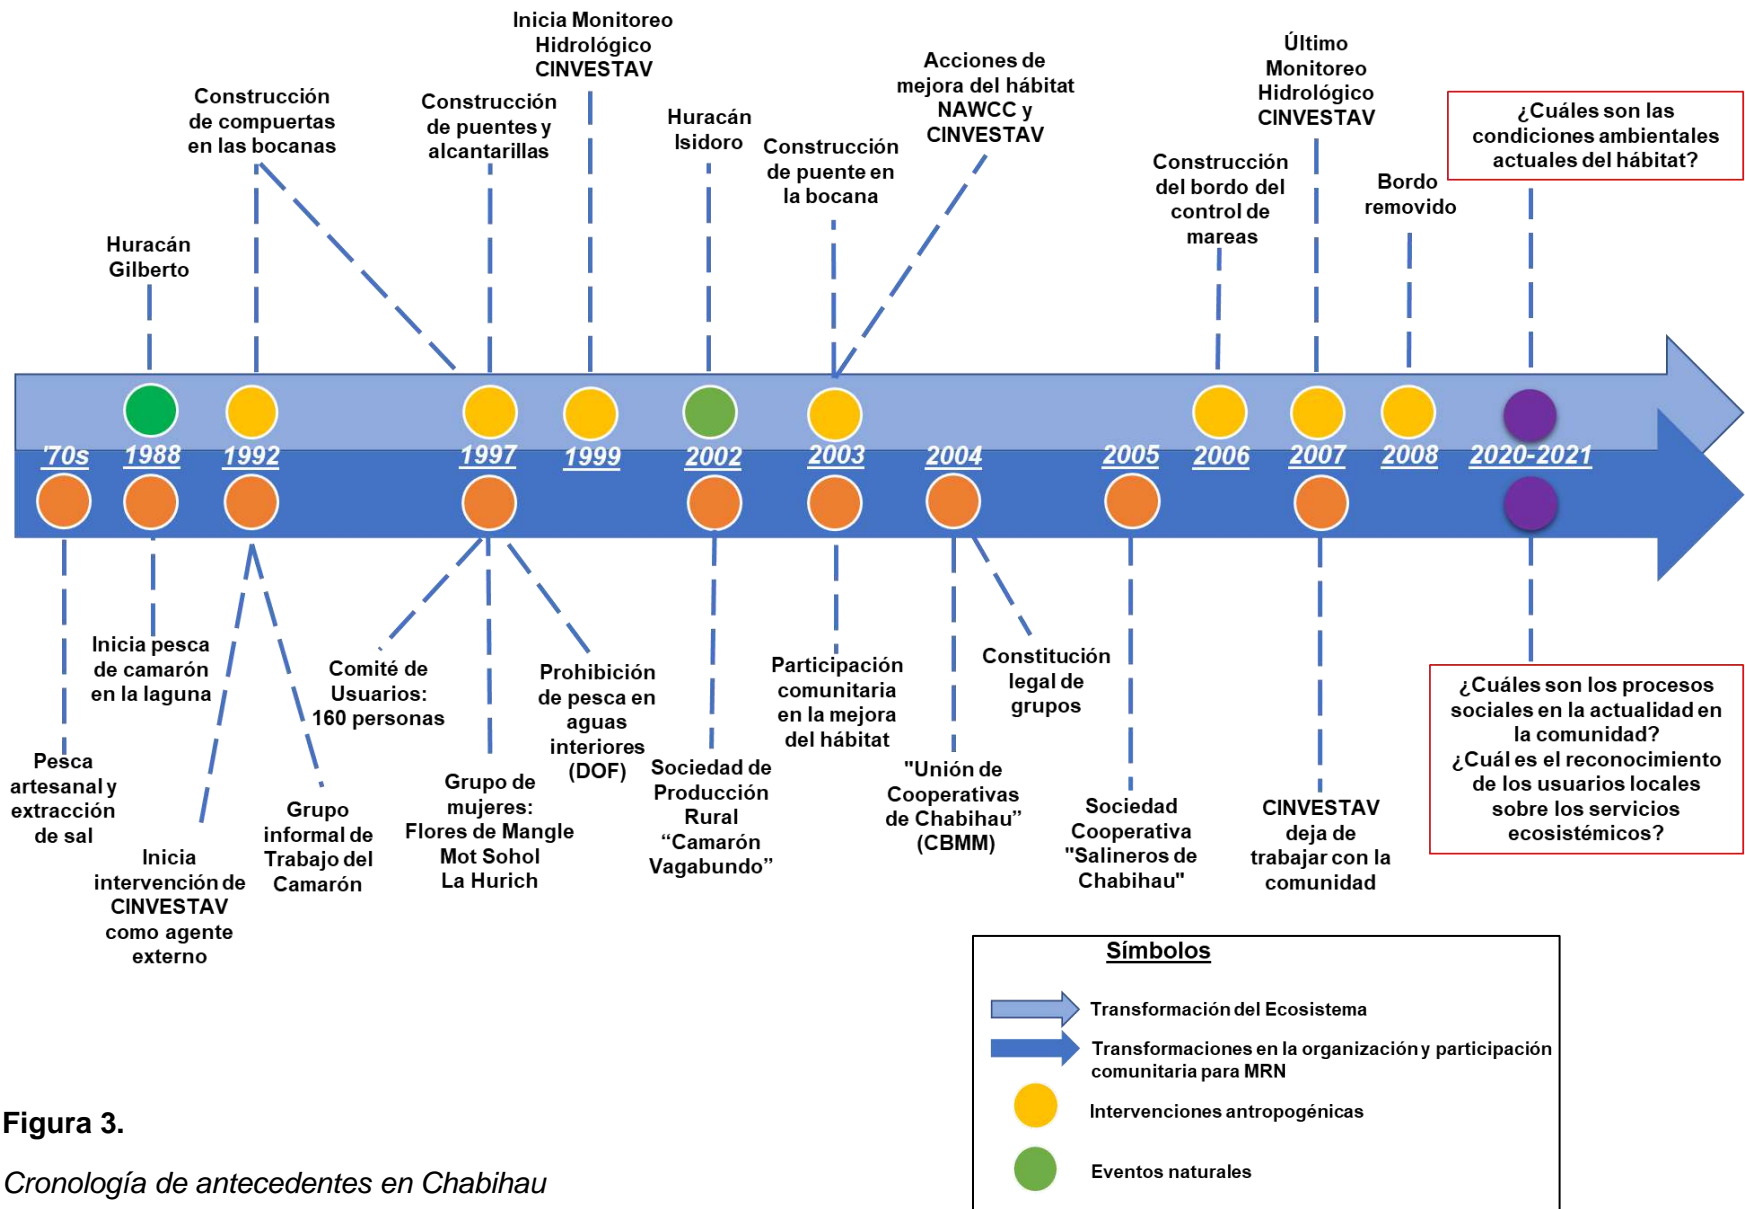 Inicia Monitoreo
Hidrológico
CINVESTAV
Construcción
de compuertas
en las bocanas
Construcción
de puentes y
alcantarillas
Huracán
Isidoro
Construcción
de puente en
la bocana
Acciones de
mejora del hábitat
NAWCC y
CINVESTAV
Construcción
del bordo del
control de
mareas
Último
Monitoreo
Hidrológico
CINVESTAV
Bordo
removido
¿Cuáles son las
condiciones ambientales
actuales del hábitat?
Huracán
Gilberto
'70s 1988 1992 1997 1999 2002 2003 2004 2005 2006 2007 2008 2020-2021
Pesca
artesanal y
extracción
de sal
Inicia pesca
de camarón
en la laguna
Inicia
intervención de
CINVESTAV
como agente
externo
Grupo
informal de
Trabajo del
Camarón
Comité de
Usuarios:
160 personas
Grupo de
mujeres:
Flores de Mangle
Mot Sohol
La Hurich
Prohibición
de pesca en
aguas
interiores
(DOF)
Sociedad de
Producción
Rural
“Camarón
Vagabundo”
Participación
comunitaria
en la mejora
del hábitat
"Unión de
Cooperativas
de Chabihau”
(CBMM)
Constitución
legal de
grupos
Sociedad
Cooperativa
"Salineros de
Chabihau"
CINVESTAV
deja de
trabajar con la
comunidad
¿Cuáles son los procesos
sociales en la actualidad en
la comunidad?
¿Cuál es el reconocimiento
de los usuarios locales
sobre los servicios
ecosistémicos?
Símbolos
Transformación del Ecosistema
Transformaciones en la organización y participación
comunitaria para MRN
Intervenciones antropogénicas
Eventos naturales
Figura 3.
Cronología de antecedentes en Chabihau